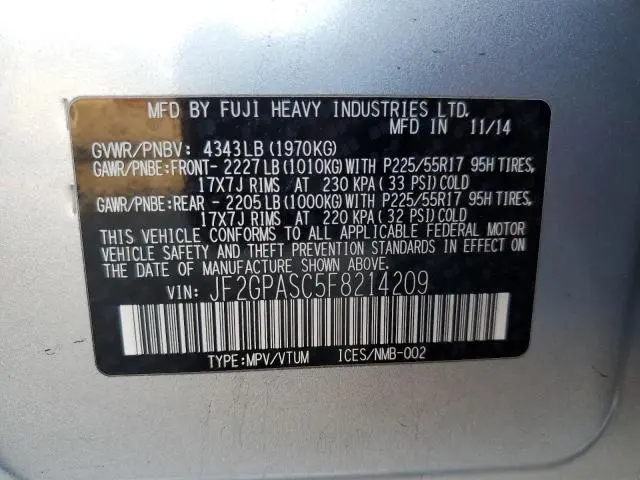 MFD BY FUJI HEAVY INDUSTRIES LTD.
MFD IN 11/14
GVWR/PNBV: 4343LB(1970KG)
GAWR/PNBE:FRONT- 2227LB(1010KG)WITH P225/55R17 95H TIRES,
17X7J RIMS AT 230 KPA(33 PSI)COLD
GAWR/PNBE:REAR - 2205LB(1000KG)WITH P225/55R17 95H TIRES,
17X7J RIMS AT 220 KPA(32 PSI)COLD
THIS VEHICLE CONFORMS TO ALL APPLICABLE FEDERAL MOTOR
VEHICLE SAFETY AND THEFT PREVENTION STANDARDS IN EFFECT ON
THE DATE OF MANUFACTURE SHOWN ABOVE.
VIN: JF2GPASC5F8214209
TYPE:MPV/VTUM ICES/NMB-002